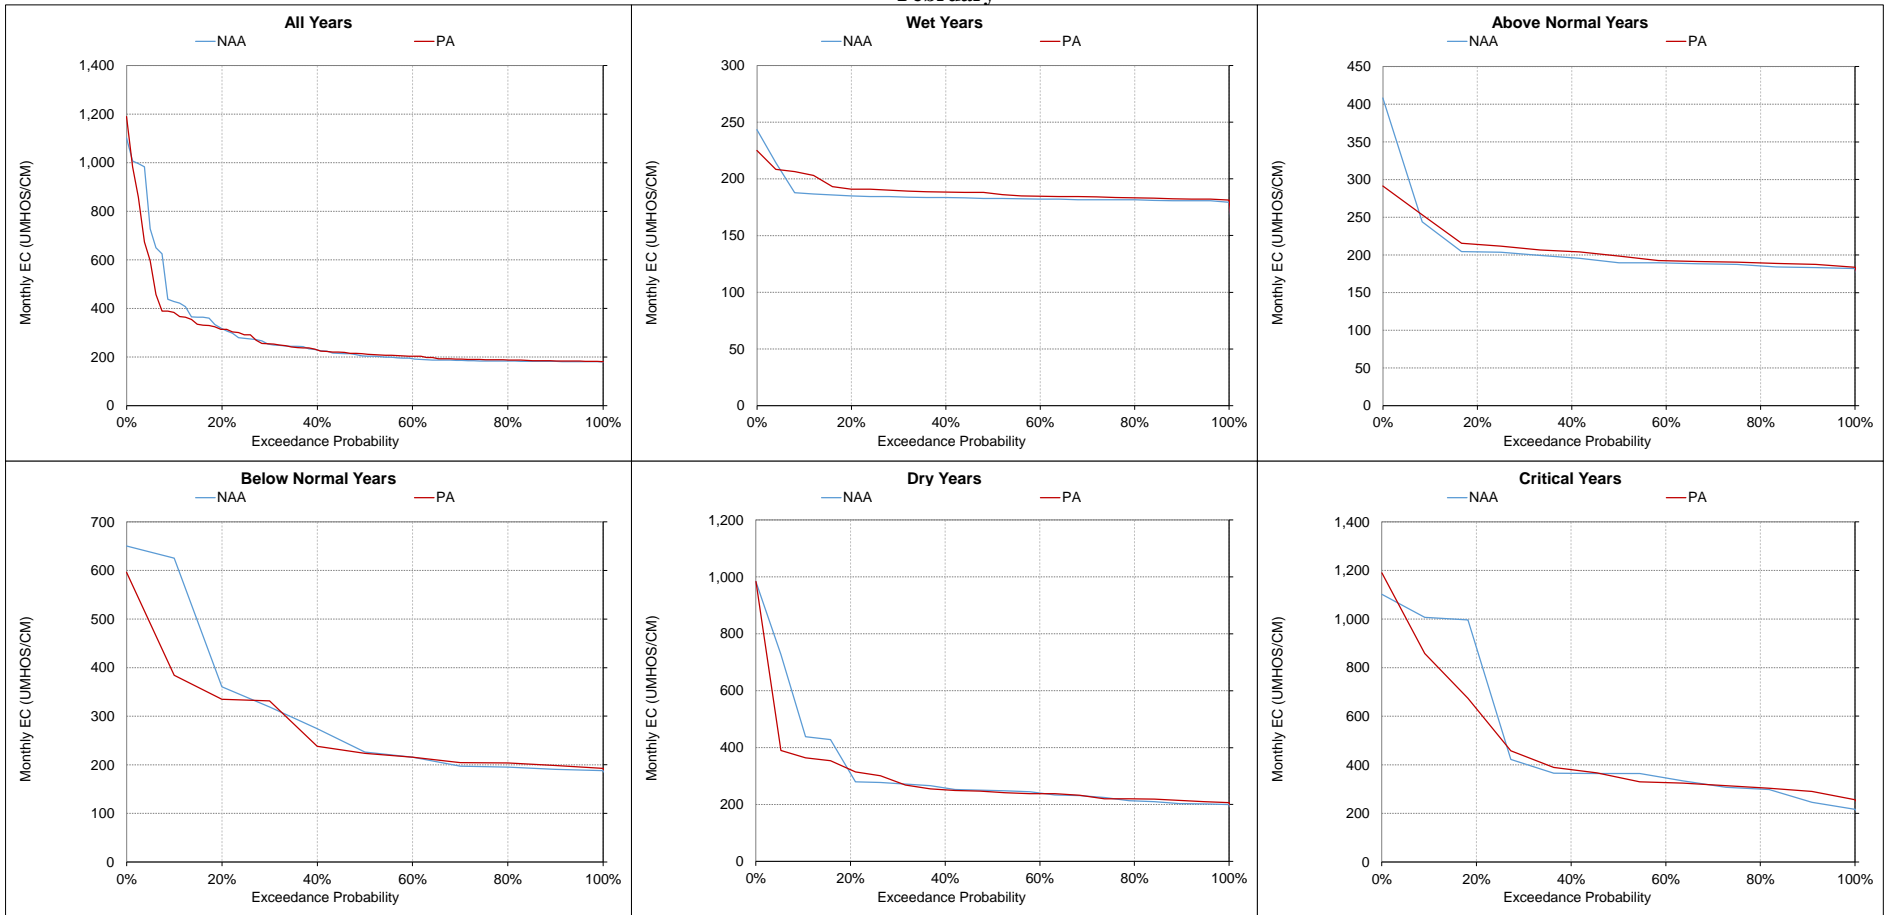 February
All Years
NAA PA
1,400
1,200
1,000
800
600
400
200
0
0% 20% 40% 60% 80% 100%
Monthly EC (UMHOS/CM)
Exceedance Probability
Wet Years
NAA PA
300
250
200
150
100
50
0
0% 20% 40% 60% 80% 100%
Monthly EC (UMHOS/CM)
Exceedance Probability
Above Normal Years
NAA PA
450
400
350
300
250
200
150
100
50
0
0% 20% 40% 60% 80% 100%
Monthly EC (UMHOS/CM)
Exceedance Probability
Below Normal Years
NAA PA
700
600
500
400
300
200
100
0
0% 20% 40% 60% 80% 100%
Monthly EC (UMHOS/CM)
Exceedance Probability
Dry Years
NAA PA
1,200
1,000
800
600
400
200
0
0% 20% 40% 60% 80% 100%
Monthly EC (UMHOS/CM)
Exceedance Probability
Critical Years
NAA PA
1,400
1,200
1,000
800
600
400
200
0
0% 20% 40% 60% 80% 100%
Monthly EC (UMHOS/CM)
Exceedance Probability